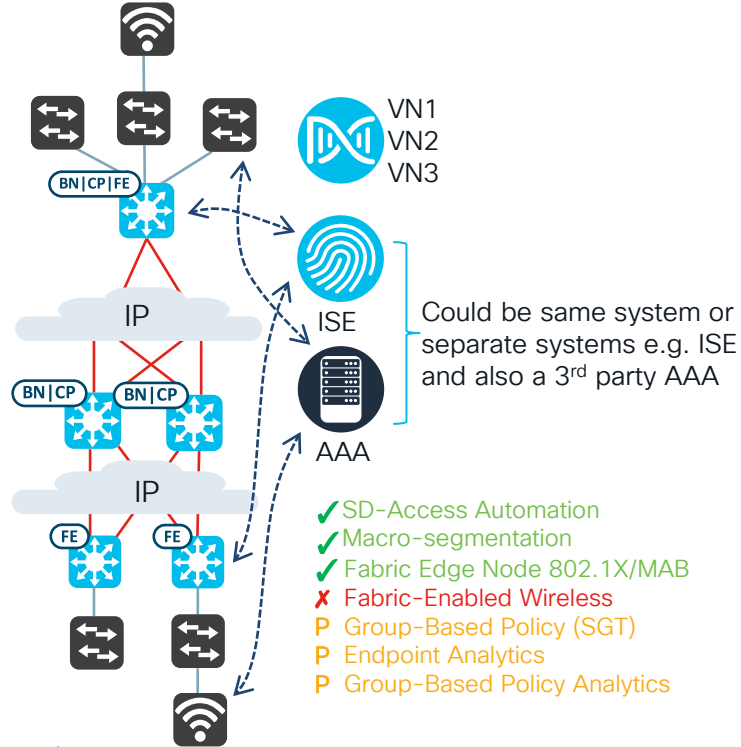 VN1
VN2
VN3
BN|CP|FE
IP
ISE
Could be same system or
separate systems e.g. ISE
and also a 3rd party AAA
BN|CP
BN|CP
AAA
IP
FE
FE
✓ SD-Access Automation
✓ Macro-segmentation
✓ Fabric Edge Node 802.1X/MAB
✗ Fabric-Enabled Wireless
P Group-Based Policy (SGT)
P Endpoint Analytics
P Group-Based Policy Analytics